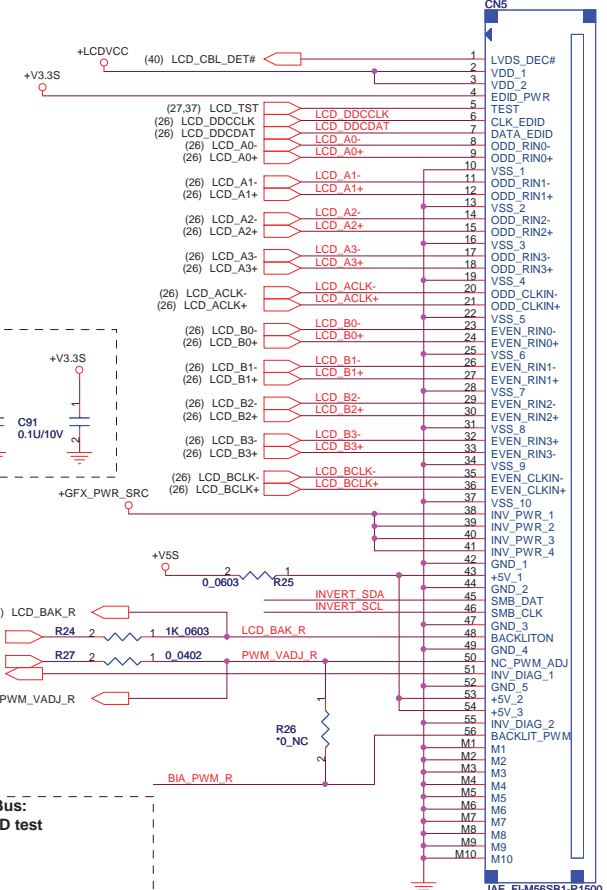 CN5
+LCDVCC
(40) LCD_CBL_DET#
1 LVDS_DEC#
2 VDD_1
3 VDD_2
+V3.3S
4 EDID_PWR
(27,37) LCD_TST 5 TEST
(26) LCD_DDCCLK LCD_DDCCLK 6 CLK_EDID
(26) LCD_DDCDAT LCD_DDCDAT 7 DATA_EDID
(26) LCD_A0- LCD_A0- 8 ODD_RIN0-
(26) LCD_A0+ LCD_A0+ 9 ODD_RIN0+
10 VSS_1
(26) LCD_A1- LCD_A1- 11 ODD_RIN1-
(26) LCD_A1+ LCD_A1+ 12 ODD_RIN1+
13 VSS_2
(26) LCD_A2- LCD_A2- 14 ODD_RIN2-
(26) LCD_A2+ LCD_A2+ 15 ODD_RIN2+
16 VSS_3
(26) LCD_A3- LCD_A3- 17 ODD_RIN3-
(26) LCD_A3+ LCD_A3+ 18 ODD_RIN3+
19 VSS_4
(26) LCD_ACLK- LCD_ACLK- 20 ODD_CLKIN-
(26) LCD_ACLK+ LCD_ACLK+ 21 ODD_CLKIN+
22 VSS_5
(26) LCD_B0- LCD_B0- 23 EVEN_RIN0-
(26) LCD_B0+ LCD_B0+ 24 EVEN_RIN0+
25 VSS_6
(26) LCD_B1- LCD_B1- 26 EVEN_RIN1-
(26) LCD_B1+ LCD_B1+ 27 EVEN_RIN1+
28 VSS_7
(26) LCD_B2- LCD_B2- 29 EVEN_RIN2-
(26) LCD_B2+ LCD_B2+ 30 EVEN_RIN2+
31 VSS_8
(26) LCD_B3- LCD_B3- 32 EVEN_RIN3+
(26) LCD_B3+ LCD_B3+ 33 EVEN_RIN3-
34 VSS_9
(26) LCD_BCLK- LCD_BCLK- 35 EVEN_CLKIN-
(26) LCD_BCLK+ LCD_BCLK+ 36 EVEN_CLKIN+
37 VSS_10
+V3.3S
1
C91
0.1U/10V
2
+GFX_PWR_SRC
38 INV_PWR_1
39 INV_PWR_2
40 INV_PWR_3
41 INV_PWR_4
42 GND_1
+V5S
2 1
0_0603 R25
43 +5V_1
44 GND_2
INVERT_SDA 45 SMB_DAT
INVERT_SCL 46 SMB_CLK
) LCD_BAK_R
47 GND_3
R24 2 1 1K_0603 LCD_BAK_R 48 BACKLITON
49 GND_4
R27 2 1 0_0402 PWM_VADJ_R 50 NC_PWM_ADJ
51 INV_DIAG_1
52 GND_5
PWM_VADJ_R
53 +5V_2
54 +5V_3
55 INV_DIAG_2
56 BACKLIT_PWM
1
R26
*0_NC
2
BIA_PWM_R
M1 M1
M2 M2
M3 M3
M4 M4
M5 M5
M6 M6
M7 M7
M8 M8
M9 M9
M10 M10
Bus:
D test
JAE_FI-M56SB1-R1500